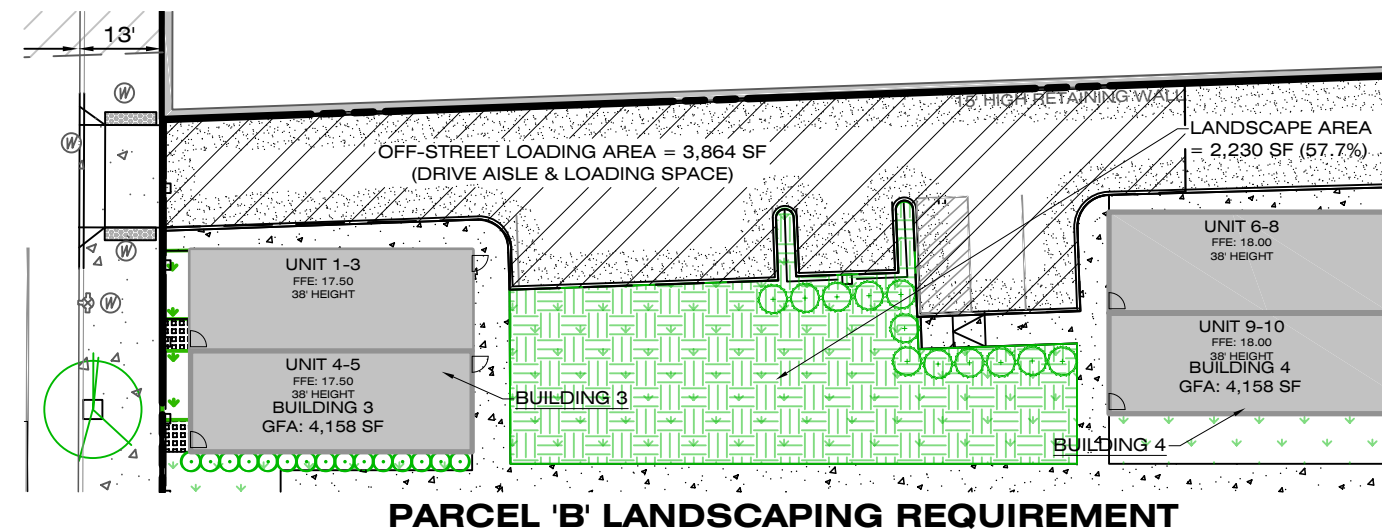 13'
W
15' HIGH RETAINING WALL
W
OFF-STREET LOADING AREA = 3,864 SF
(DRIVE AISLE & LOADING SPACE)
LANDSCAPE AREA
= 2,230 SF (57.7%)
W
UNIT 1-3
FFE: 17.50
38' HEIGHT
UNIT 6-8
FFE: 18.00
38' HEIGHT
W
UNIT 4-5
FFE: 17.50
38' HEIGHT
BUILDING 3
GFA: 4,158 SF
BUILDING 3
UNIT 9-10
FFE: 18.00
38' HEIGHT
BUILDING 4
GFA: 4,158 SF
BUILDING 4
PARCEL 'B' LANDSCAPING REQUIREMENT